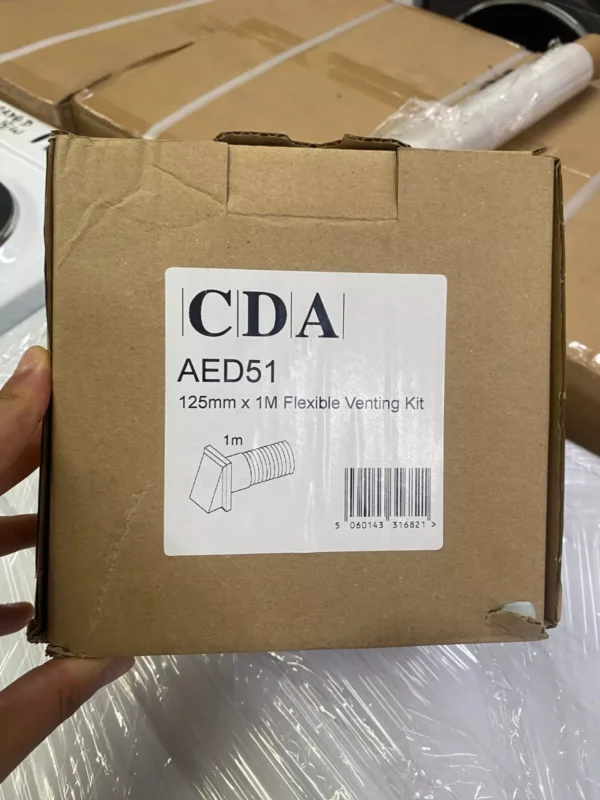 CDA
AED51
125mm x 1M Flexible Venting Kit
1m
5 060143 316821 >